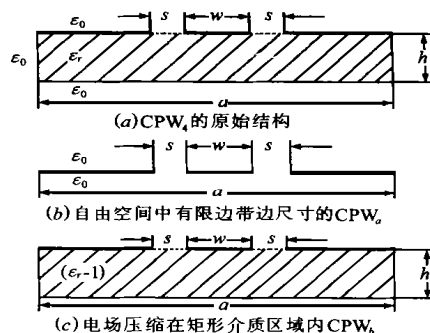 s w s
ε₀
ε₀ εᵣ h
ε₀
a
(a)CPW₄的原始结构
s w s
ε₀
ε₀
a
(b)自由空间中有限边带边尺寸的CPWₐ
s w s
(εᵣ-1) h
a
(c)电场压缩在矩形介质区域内CPW_b